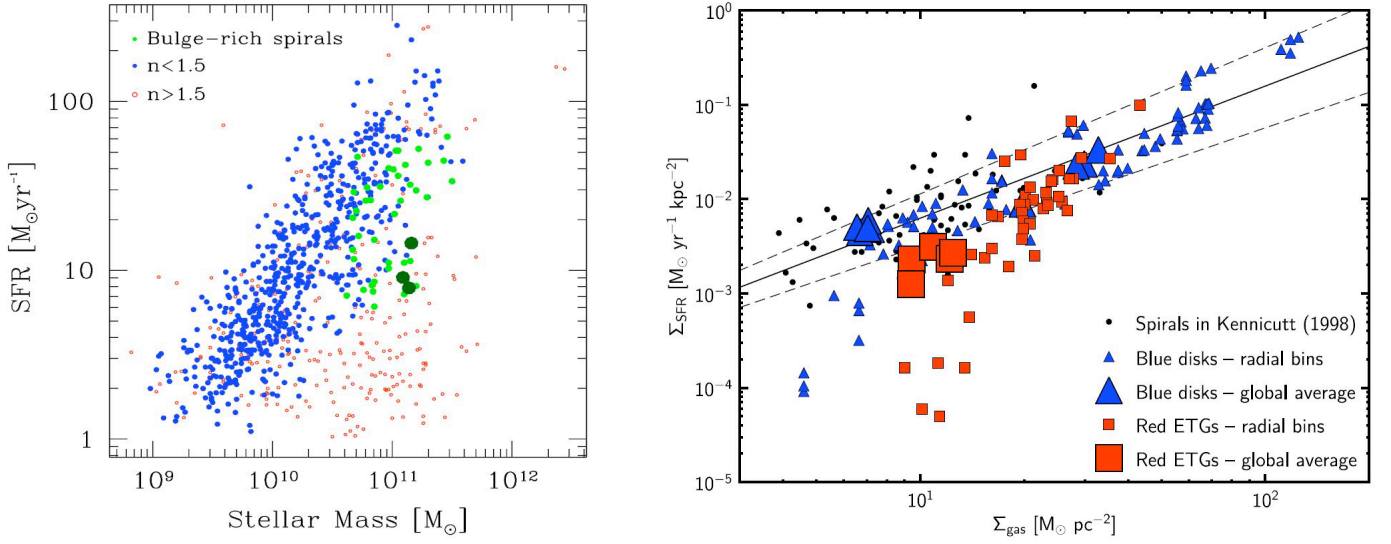 Bulge-rich spirals
n<1.5
n>1.5
100
10
1
SFR [M⊙yr⁻¹]
10⁹
10¹⁰
10¹¹
10¹²
Stellar Mass [M⊙]
10⁰
10⁻¹
10⁻²
10⁻³
10⁻⁴
10⁻⁵
Σ_SFR [M⊙ yr⁻¹ kpc⁻²]
Spirals in Kennicutt (1998)
Blue disks – radial bins
Blue disks – global average
Red ETGs – radial bins
Red ETGs – global average
10¹
10²
Σ_gas [M⊙ pc⁻²]